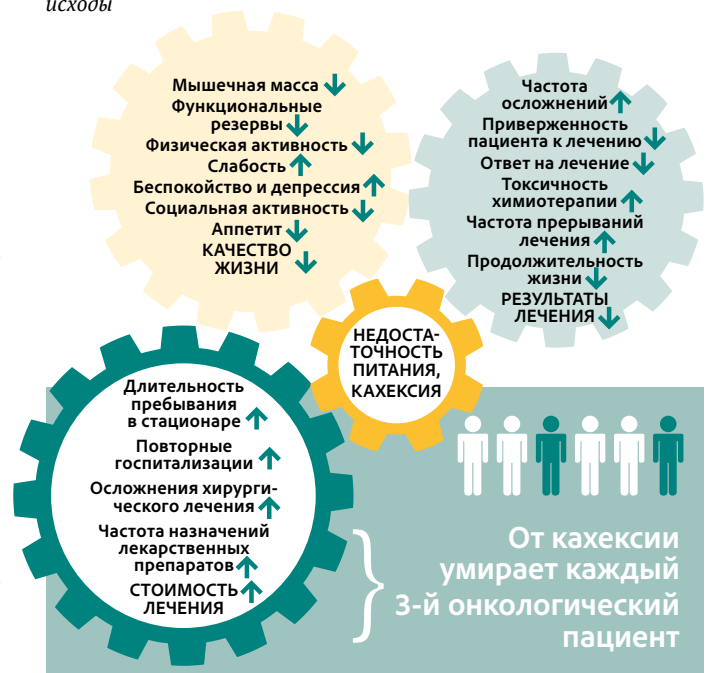 исходы
Мышечная масса ↓
Функциональные
резервы ↓
Физическая активность ↓
Слабость ↑
Беспокойство и депрессия ↑
Социальная активность ↓
Аппетит ↓
КАЧЕСТВО
ЖИЗНИ ↓
Частота
осложнений ↑
Приверженность
пациента к лечению ↓
Ответ на лечение ↓
Токсичность
химиотерапии ↑
Частота прерываний
лечения ↑
Продолжительность
жизни ↓
РЕЗУЛЬТАТЫ
ЛЕЧЕНИЯ ↓
НЕДОСТА-
ТОЧНОСТЬ
ПИТАНИЯ,
КАХЕКСИЯ
Длительность
пребывания
в стационаре ↑
Повторные
госпитализации ↑
Осложнения хирурги-
ческого лечения ↑
Частота назначений
лекарственных
препаратов ↑
СТОИМОСТЬ ↑
ЛЕЧЕНИЯ
От кахексии
умирает каждый
3-й онкологический
пациент